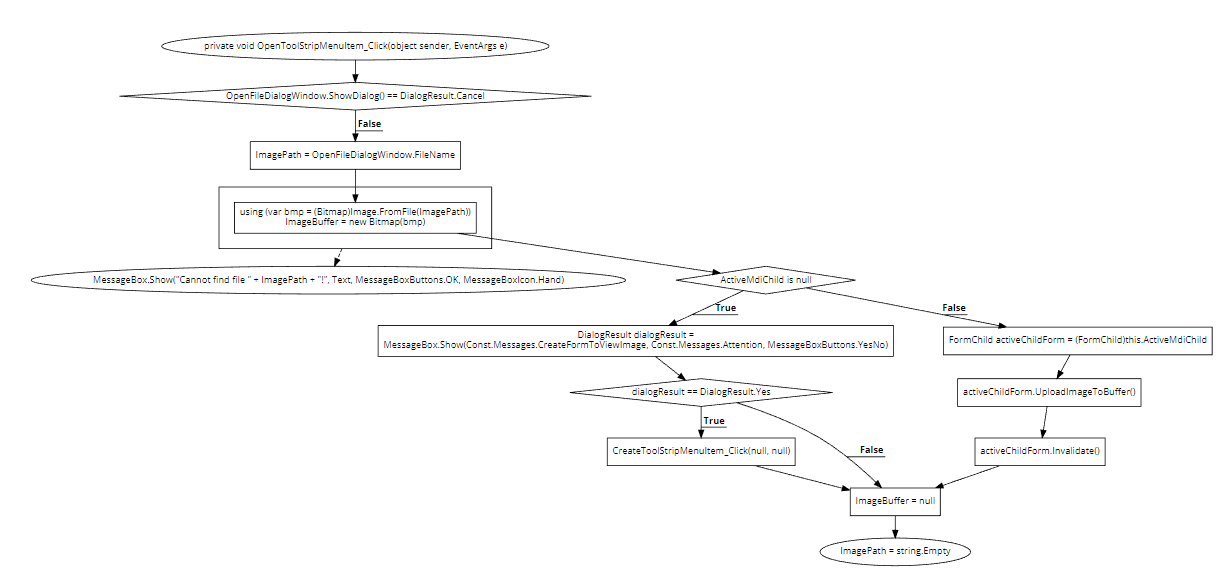 private void OpenToolStripMenuItem_Click(object sender, EventArgs e)
OpenFileDialogWindow.ShowDialog() == DialogResult.Cancel
False
ImagePath = OpenFileDialogWindow.FileName
using (var bmp = (Bitmap)Image.FromFile(ImagePath))
ImageBuffer = new Bitmap(bmp)
MessageBox.Show("Cannot find file " + ImagePath + "!", Text, MessageBoxButtons.OK, MessageBoxIcon.Hand)
ActiveMdiChild is null
True
False
DialogResult dialogResult =
MessageBox.Show(Const.Messages.CreateFormToViewImage, Const.Messages.Attention, MessageBoxButtons.YesNo)
FormChild activeChildForm = (FormChild)this.ActiveMdiChild
dialogResult == DialogResult.Yes
activeChildForm.UploadImageToBuffer()
True
False
CreateToolStripMenuItem_Click(null, null)
activeChildForm.Invalidate()
ImageBuffer = null
ImagePath = string.Empty